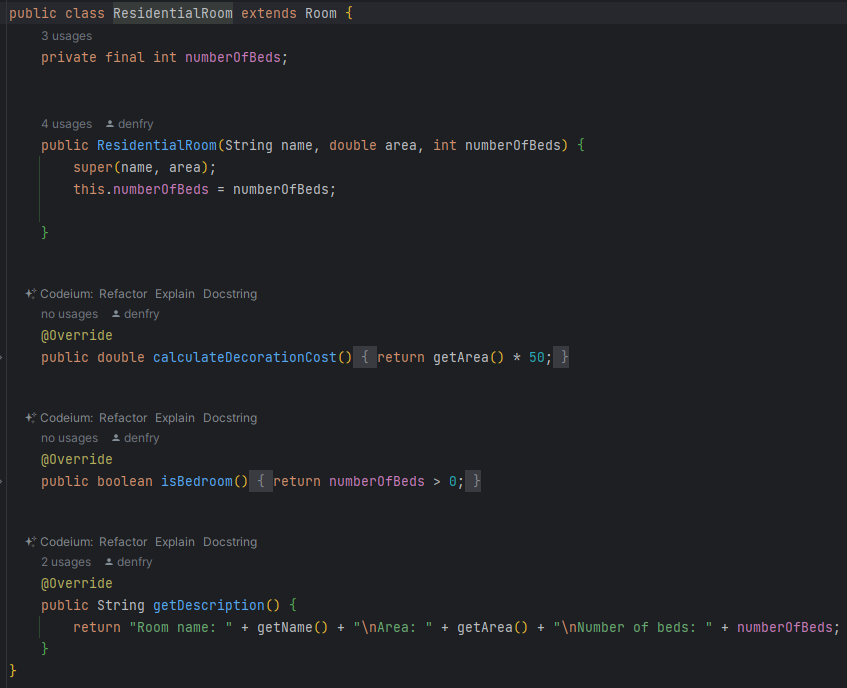 public class ResidentialRoom extends Room {
3 usages
private final int numberOfBeds;
4 usages denfry
public ResidentialRoom(String name, double area, int numberOfBeds) {
super(name, area);
this.numberOfBeds = numberOfBeds;
}
Codeium: Refactor Explain Docstring
no usages denfry
@Override
public double calculateDecorationCost() { return getArea() * 50; }
Codeium: Refactor Explain Docstring
no usages denfry
@Override
public boolean isBedroom() { return numberOfBeds > 0; }
Codeium: Refactor Explain Docstring
2 usages denfry
@Override
public String getDescription() {
return "Room name: " + getName() + "\nArea: " + getArea() + "\nNumber of beds: " + numberOfBeds;
}
}